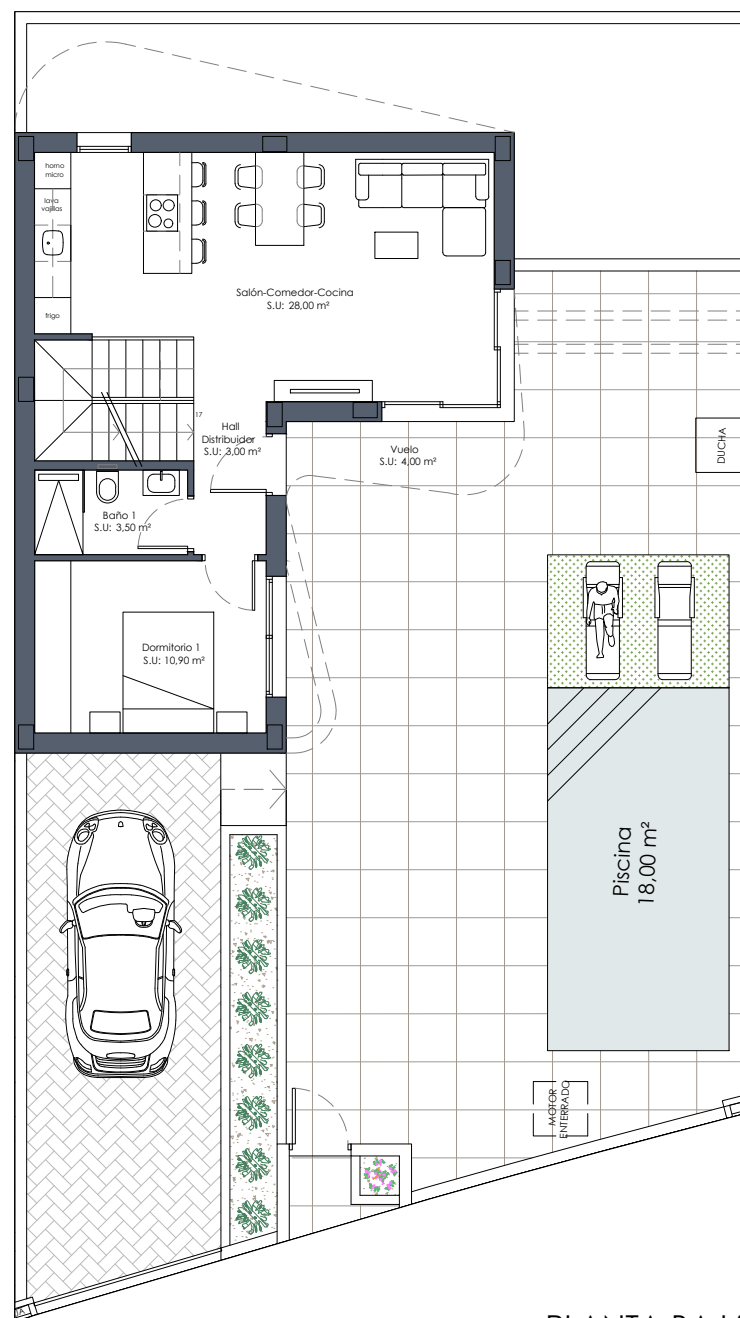 horno
micro
lava
vajillas
frigo
Salón-Comedor-Cocina
S.U: 28,00 m²
17
Hall
Distribuidor
S.U: 3,00 m²
Vuelo
S.U: 4,00 m²
DUCHA
Baño 1
S.U: 3,50 m²
Dormitorio 1
S.U: 10,90 m²
Piscina
18,00 m²
MOTOR
ENTERRADO